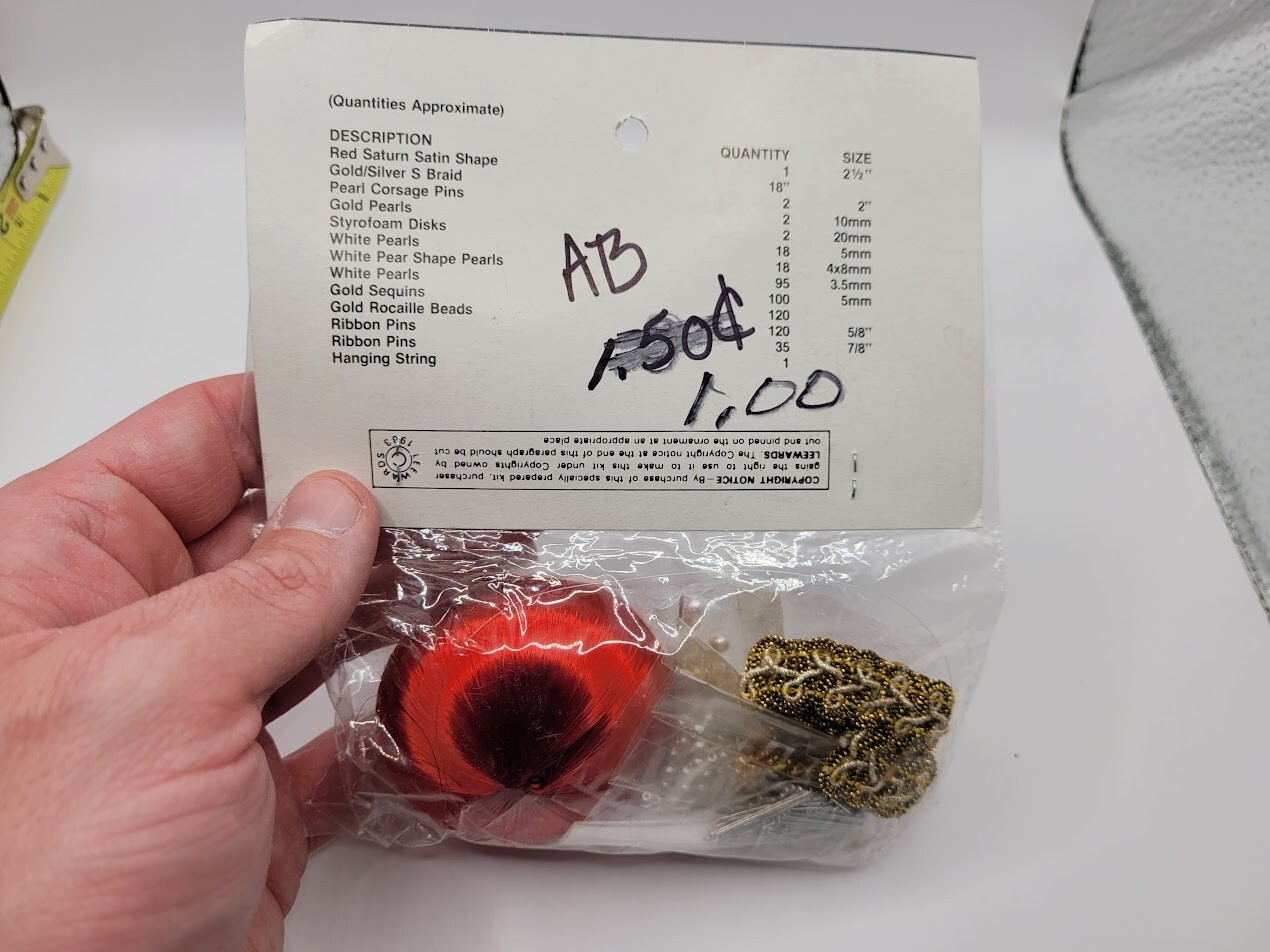 (Quantities Approximate)
DESCRIPTION QUANTITY SIZE
Red Saturn Satin Shape 1 2½"
Gold/Silver S Braid 18"
Pearl Corsage Pins 2 2"
Gold Pearls 2 10mm
Styrofoam Disks 2 20mm
White Pearls 18 5mm
White Pear Shape Pearls 18 4x8mm
White Pearls 95 3.5mm
Gold Sequins 100 5mm
Gold Rocaille Beads 120
Ribbon Pins 120 5/8"
Ribbon Pins 35 7/8"
Hanging String 1
AB
1.50¢
1.00
COPYRIGHT NOTICE—By purchase of this specially prepared kit, purchaser
gains the right to use it to make this kit under Copyrights owned by
LEEWARDS. The Copyright notice at the end of this paragraph should be cut
out and pinned on the ornament at an appropriate place
© LEEWARDS 1983
2